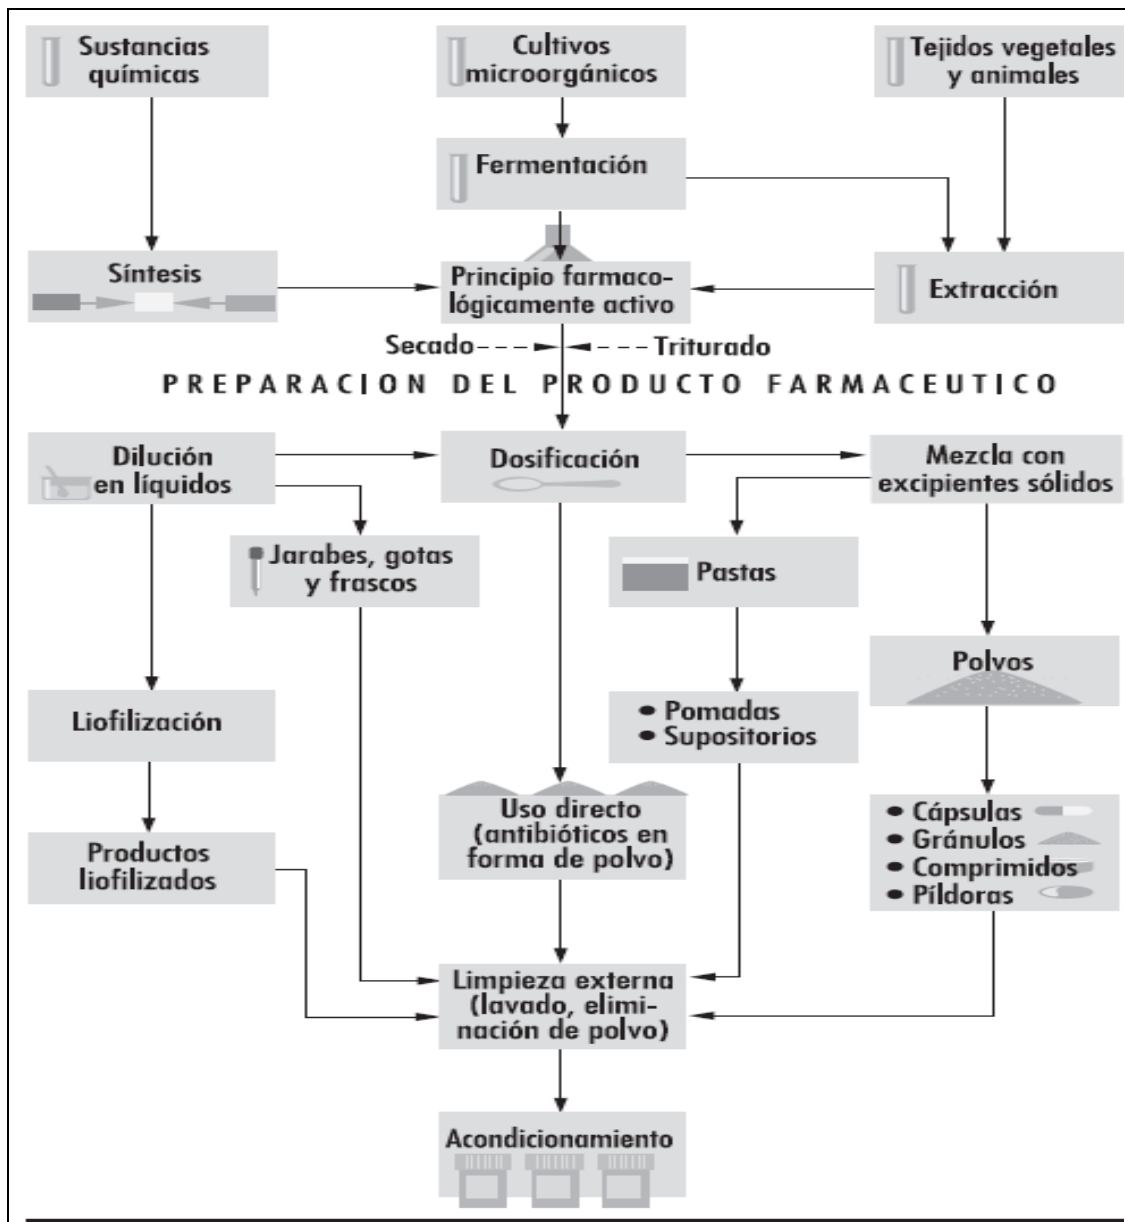 Sustancias
químicas
Cultivos
microorgánicos
Tejidos vegetales
y animales
Fermentación
Síntesis
Principio farmaco-
lógicamente activo
Extracción
Secado
Triturado
PREPARACION DEL PRODUCTO FARMACEUTICO
Dilución
en líquidos
Dosificación
Mezcla con
excipientes sólidos
Jarabes, gotas
y frascos
Pastas
Polvos
Liofilización
• Pomadas
• Supositorios
Uso directo
(antibióticos en
forma de polvo)
• Cápsulas
• Gránulos
• Comprimidos
• Píldoras
Productos
liofilizados
Limpieza externa
(lavado, elimi-
nación de polvo)
Acondicionamiento